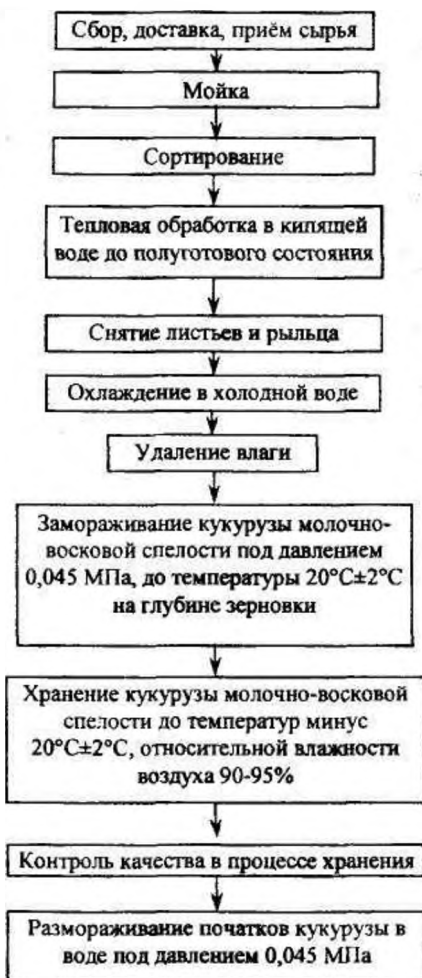 Сбор, доставка, приём сырья
Мойка
Сортирование
Тепловая обработка в кипящей
воде до полуготового состояния
Снятие листьев и рыльца
Охлаждение в холодной воде
Удаление влаги
Замораживание кукурузы молочно-
восковой спелости под давлением
0,045 МПа, до температуры 20°С±2°С
на глубине зерновки
Хранение кукурузы молочно-восковой
спелости до температур минус
20°С±2°С, относительной влажности
воздуха 90-95%
Контроль качества в процессе хранения
Размораживание початков кукурузы в
воде под давлением 0,045 МПа